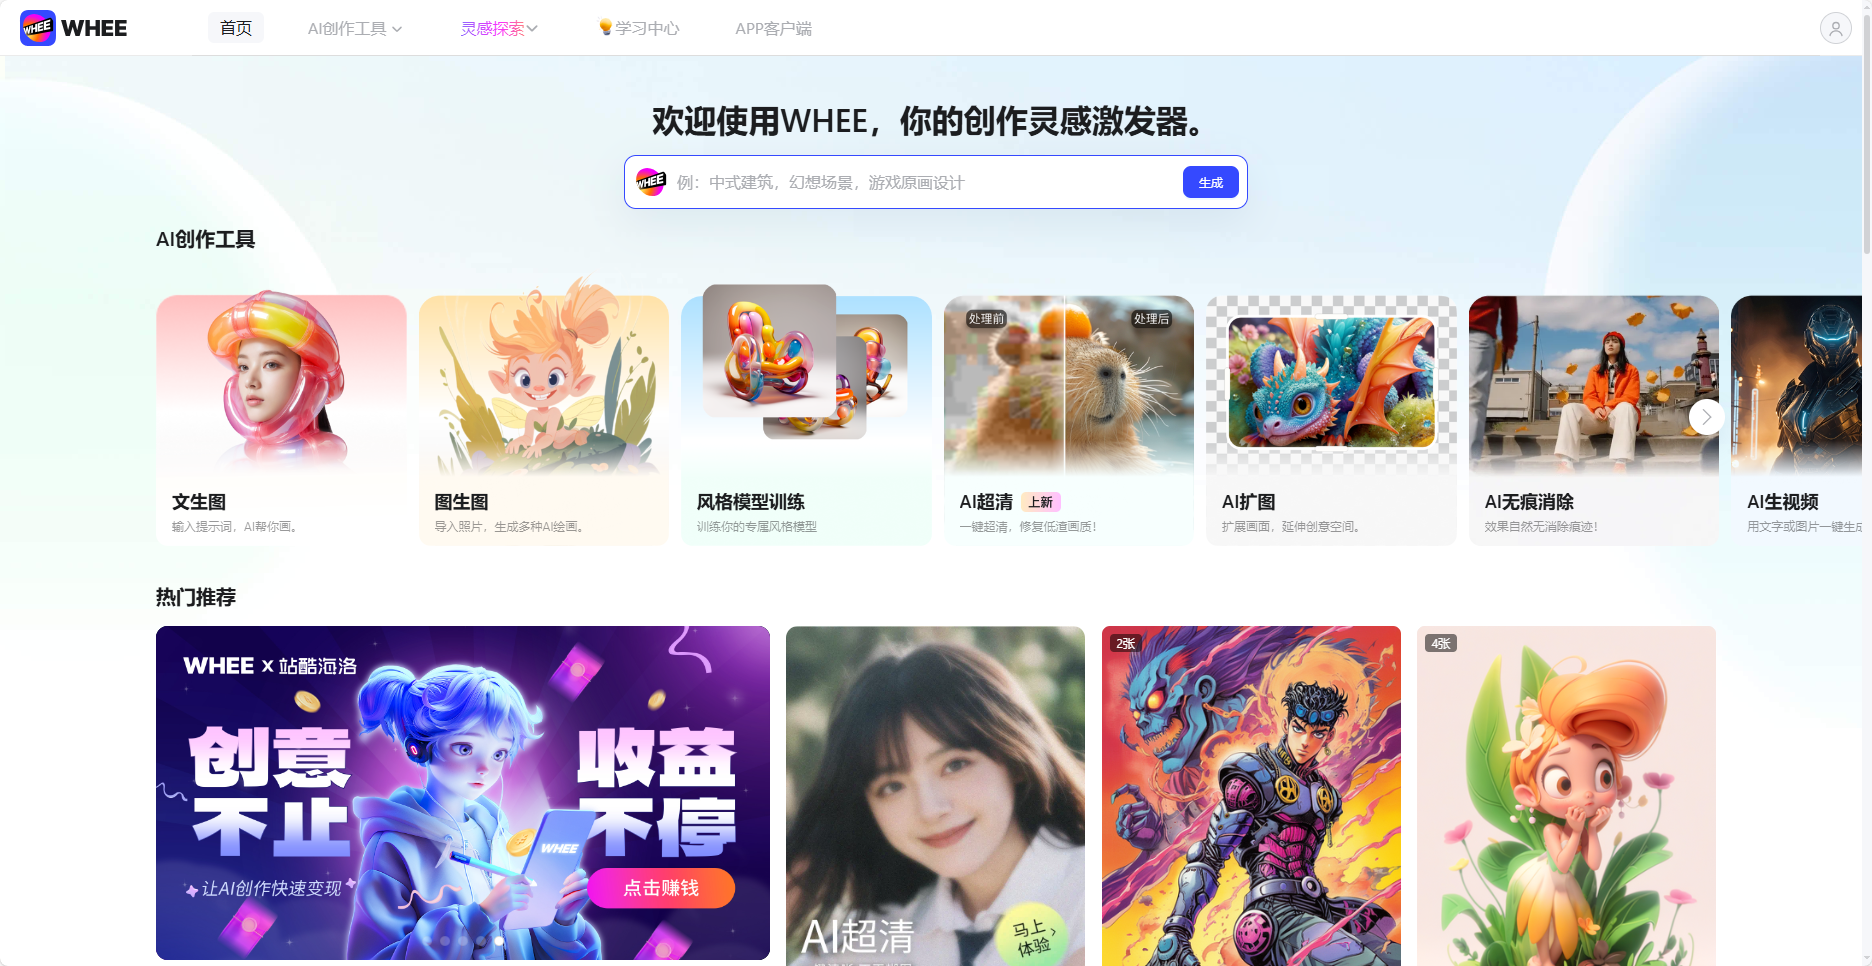 WHEE
WHEE
首页
AI创作工具
灵感探索
学习中心
APP客户端
欢迎使用WHEE，你的创作灵感激发器。
WHEE
例：中式建筑，幻想场景，游戏原画设计
生成
AI创作工具
处理前
处理后
文生图
输入提示词，AI帮你画。
图生图
导入照片，生成多种AI绘画。
风格模型训练
训练你的专属风格模型
AI超清
上新
一键超清，修复低渣画质！
AI扩图
扩展画面，延伸创意空间。
AI无痕消除
效果自然无消除痕迹！
AI生视频
用文字或图片一键生成
热门推荐
WHEE x 站酷海洛
创意不止
收益不停
WHEE
让AI创作快速变现
点击赚钱
AI超清
马上体验
2张
4张